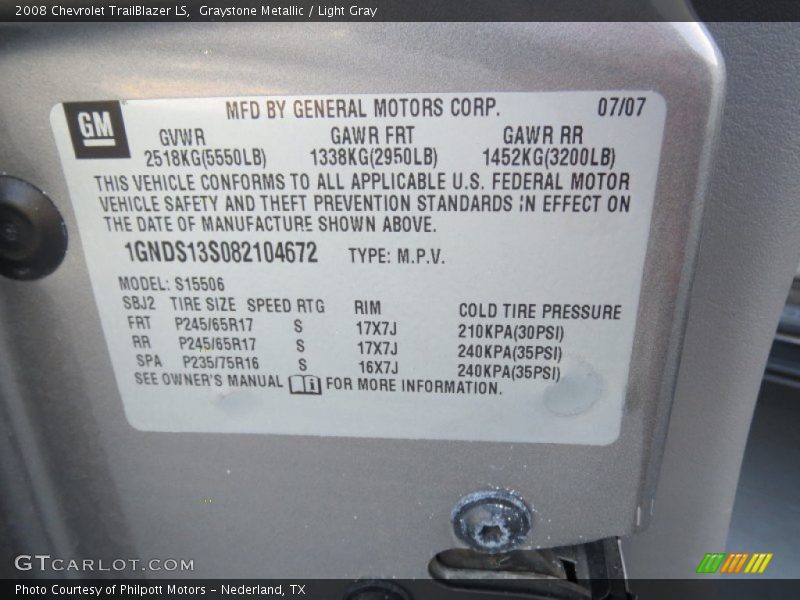 2008 Chevrolet TrailBlazer LS,  Graystone Metallic / Light Gray
GM
MFD BY GENERAL MOTORS CORP. 07/07
GVWR GAWR FRT GAWR RR
2518KG(5550LB) 1338KG(2950LB) 1452KG(3200LB)
THIS VEHICLE CONFORMS TO ALL APPLICABLE U.S. FEDERAL MOTOR
VEHICLE SAFETY AND THEFT PREVENTION STANDARDS IN EFFECT ON
THE DATE OF MANUFACTURE SHOWN ABOVE.
1GNDS13S082104672 TYPE: M.P.V.
MODEL: S15506
SBJ2 TIRE SIZE SPEED RTG RIM COLD TIRE PRESSURE
FRT P245/65R17 S 17X7J 210KPA(30PSI)
RR P245/65R17 S 17X7J 240KPA(35PSI)
SPA P235/75R16 S 16X7J 240KPA(35PSI)
SEE OWNER'S MANUAL i FOR MORE INFORMATION.
GTCARLOT.COM
Photo Courtesy of Philpott Motors - Nederland, TX